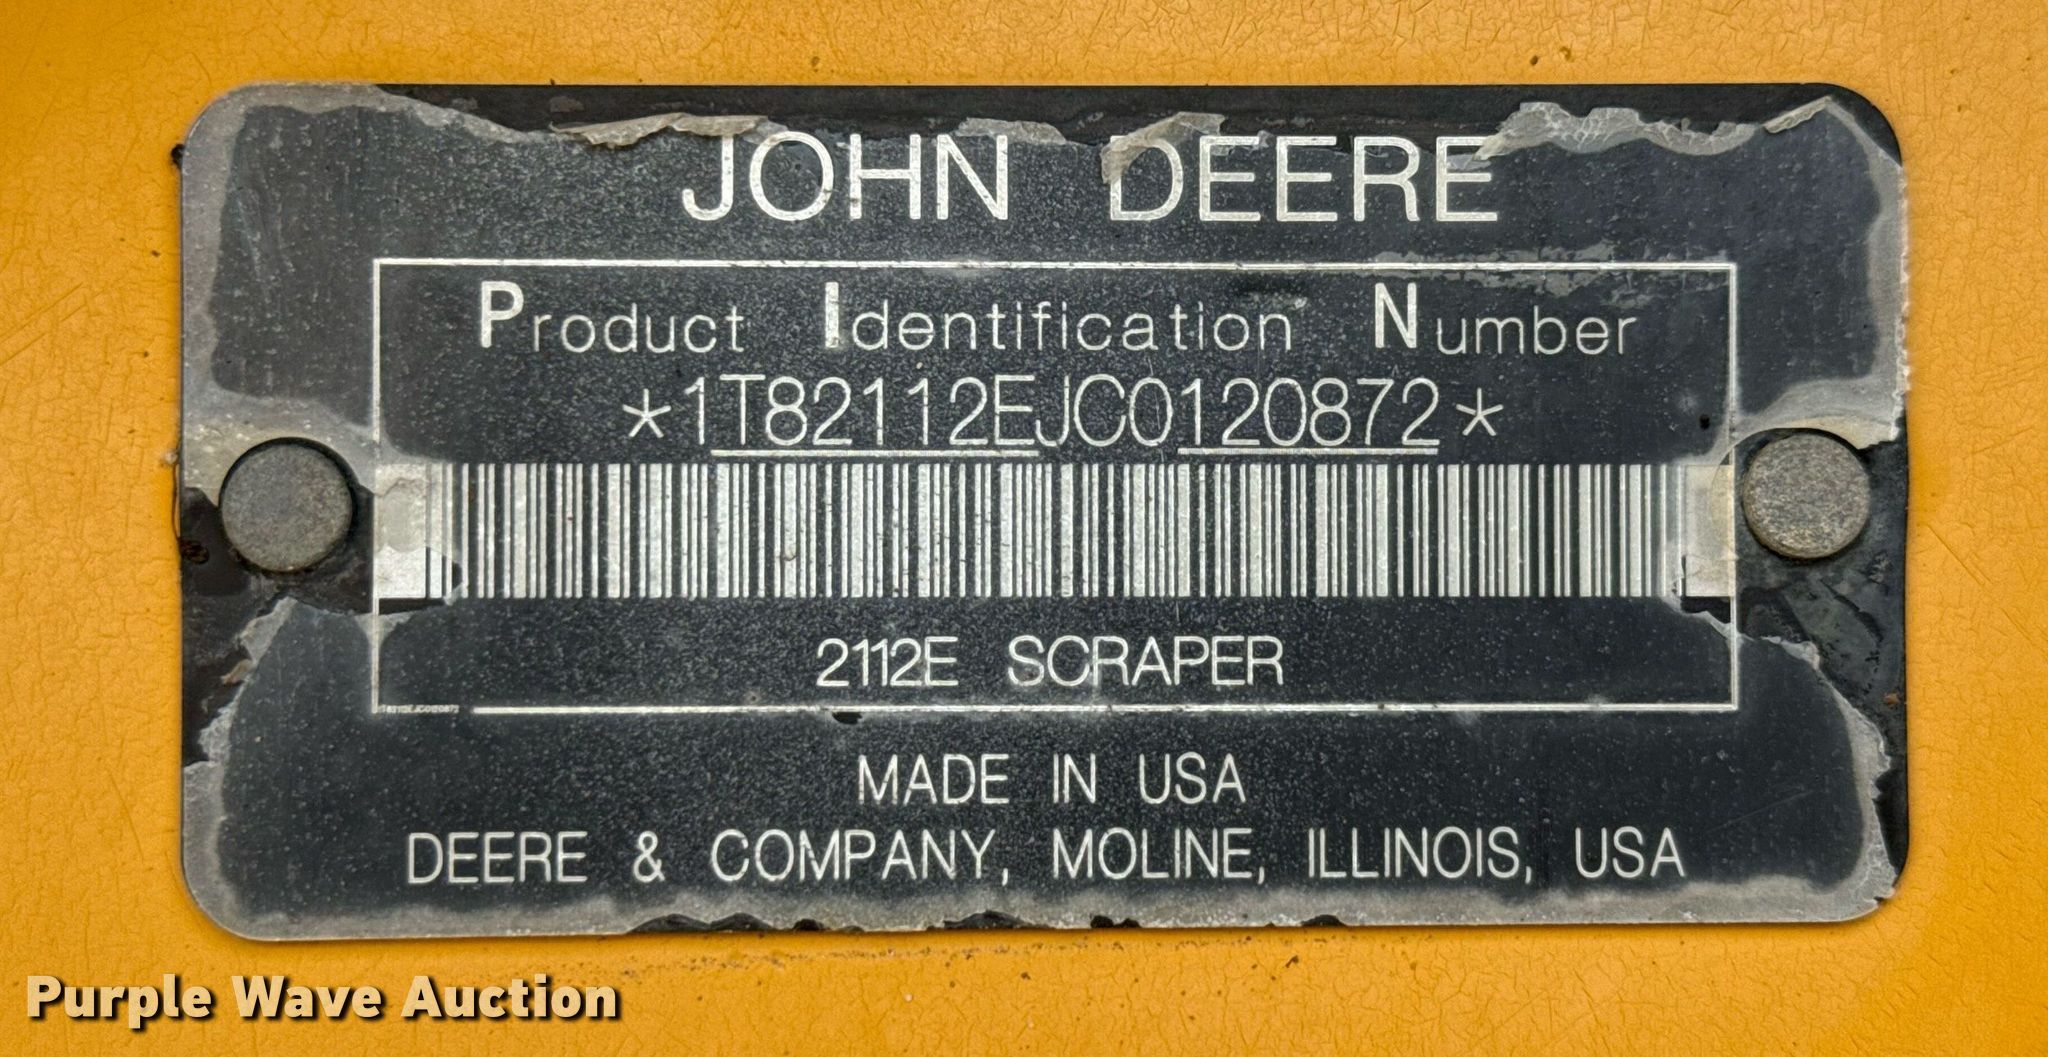 JOHN DEERE
Product Identification Number
*1T82112EJC0120872*
2112E SCRAPER
T82112EJC0120872
MADE IN USA
DEERE & COMPANY, MOLINE, ILLINOIS, USA
Purple Wave Auction